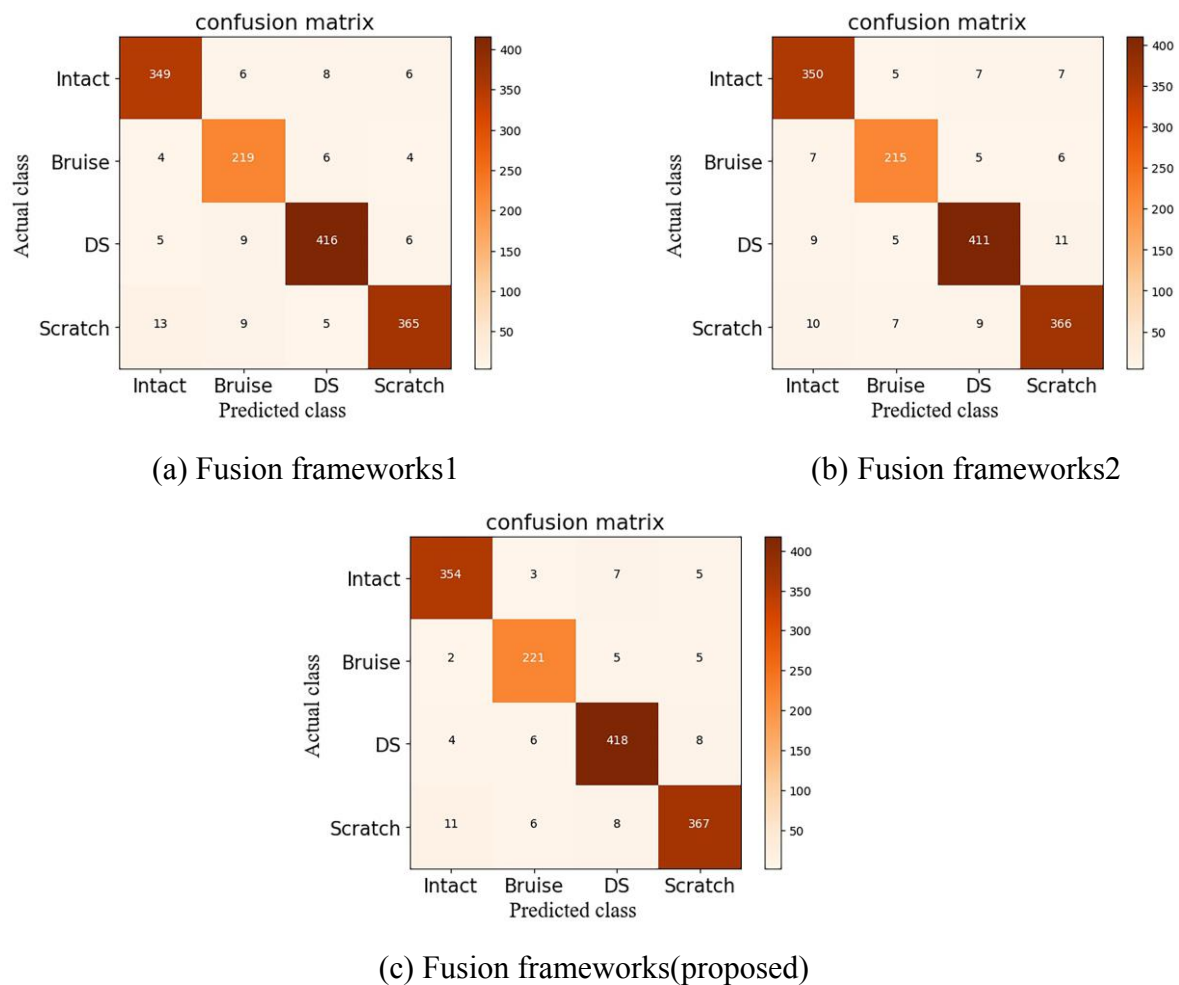 confusion matrix
Intact 349 6 8 6 400
350
Bruise 4 219 6 4 300
250
Actual class
DS 5 9 416 6 200
150
100
Scratch 13 9 5 365 50
Intact Bruise DS Scratch
Predicted class
(a) Fusion frameworks1
confusion matrix
Intact 350 5 7 7 400
350
Bruise 7 215 5 6 300
250
Actual class
DS 9 5 411 11 200
150
100
Scratch 10 7 9 366 50
Intact Bruise DS Scratch
Predicted class
(b) Fusion frameworks2
confusion matrix
Intact 354 3 7 5 400
350
Bruise 2 221 5 5 300
250
Actual class
DS 4 6 418 8 200
150
100
Scratch 11 6 8 367 50
Intact Bruise DS Scratch
Predicted class
(c) Fusion frameworks(proposed)